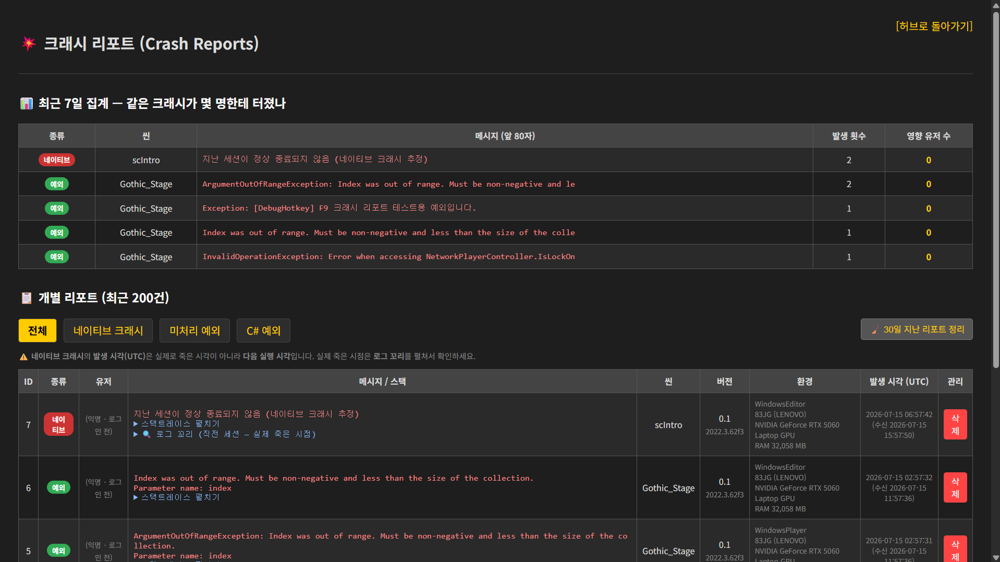 [허브로 돌아가기]
크래시 리포트 (Crash Reports)
최근 7일 집계 — 같은 크래시가 몇 명한테 터졌나
종류 씬 메시지 (앞 80자) 발생 횟수 영향 유저 수
네이티브 scIntro 지난 세션이 정상 종료되지 않음 (네이티브 크래시 추정) 2 0
예외 Gothic_Stage ArgumentOutOfRangeException: Index was out of range. Must be non-negative and le 2 0
예외 Gothic_Stage Exception: [DebugHotkey] F9 크래시 리포트 테스트용 예외입니다. 1 0
예외 Gothic_Stage Index was out of range. Must be non-negative and less than the size of the colle 1 0
예외 Gothic_Stage InvalidOperationException: Error when accessing NetworkPlayerController.IsLockOn 1 0
개별 리포트 (최근 200건)
전체 네이티브 크래시 미처리 예외 C# 예외 30일 지난 리포트 정리
네이티브 크래시의 발생 시각(UTC)은 실제로 죽은 시각이 아니라 다음 실행 시각입니다. 실제 죽은 시점은 로그 꼬리를 펼쳐서 확인하세요.
ID 종류 유저 메시지 / 스택 씬 버전 환경 발생 시각 (UTC) 관리
7
네이
티브
(익명 · 로그
인 전)
지난 세션이 정상 종료되지 않음 (네이티브 크래시 추정)
▶ 스택트레이스 펼치기
▶ 로그 꼬리 (직전 세션 — 실제 죽은 시점)
scIntro
0.1
2022.3.62f3
WindowsEditor
83JG (LENOVO)
NVIDIA GeForce RTX 5060
Laptop GPU
RAM 32,058 MB
2026-07-15 06:57:42
(수신 2026-07-15
15:57:50)
삭
제
6
예외
(익명 · 로그
인 전)
Index was out of range. Must be non-negative and less than the size of the collection.
Parameter name: index
▶ 스택트레이스 펼치기
Gothic_Stage
0.1
2022.3.62f3
WindowsEditor
83JG (LENOVO)
NVIDIA GeForce RTX 5060
Laptop GPU
RAM 32,058 MB
2026-07-15 02:57:32
(수신 2026-07-15
11:57:36)
삭
제
5
예외
(익명 · 로그
인 전)
ArgumentOutOfRangeException: Index was out of range. Must be non-negative and less than the size of the co
llection.
Parameter name: index
Gothic_Stage
0.1
2022.3.62f3
WindowsPlayer
83JG (LENOVO)
NVIDIA GeForce RTX 5060
Laptop GPU
2026-07-15 02:57:31
(수신 2026-07-15
11:57:36)
삭
제